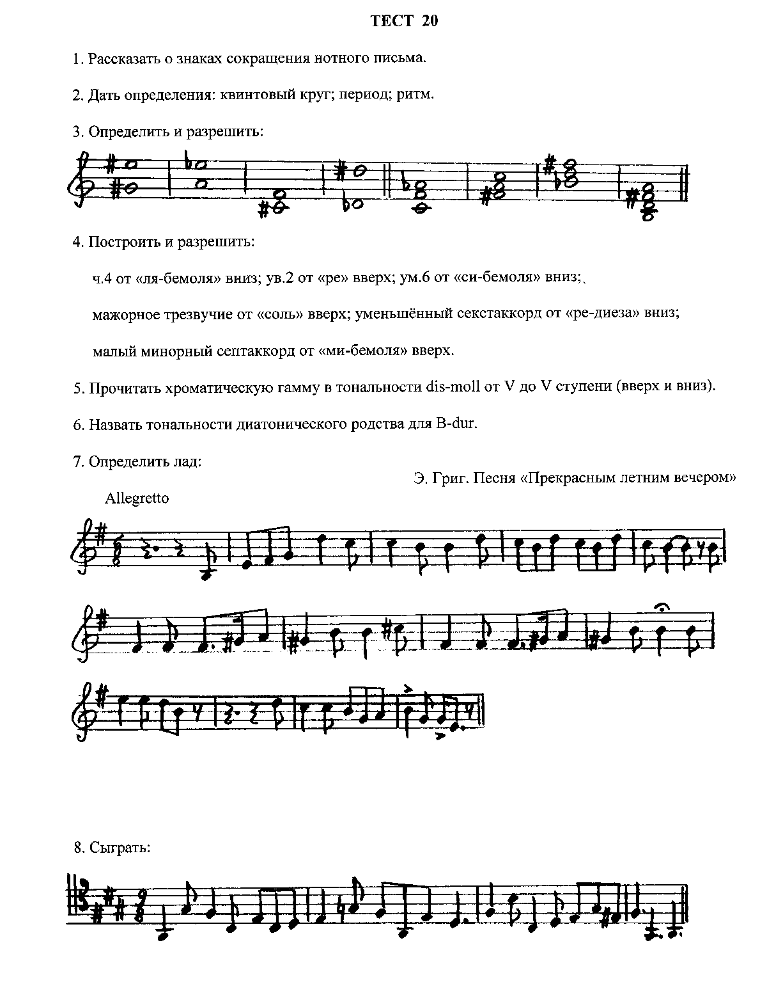 ТЕСТ 20
1. Рассказать о знаках сокращения нотного письма.
2. Дать определения: квинтовый круг; период; ритм.
3. Определить и разрешить:
4. Построить и разрешить:
ч.4 от «ля-бемоля» вниз; ув.2 от «ре» вверх; ум.6 от «си-бемоля» вниз;
мажорное трезвучие от «соль» вверх; уменьшённый секстаккорд от «ре-диеза» вниз;
малый минорный септаккорд от «ми-бемоля» вверх.
5. Прочитать хроматическую гамму в тональности dis-moll от V до V ступени (вверх и вниз).
6. Назвать тональности диатонического родства для B-dur.
7. Определить лад:
Э. Григ. Песня «Прекрасным летним вечером»
Allegretto
6
8
8. Сыграть:
9
8